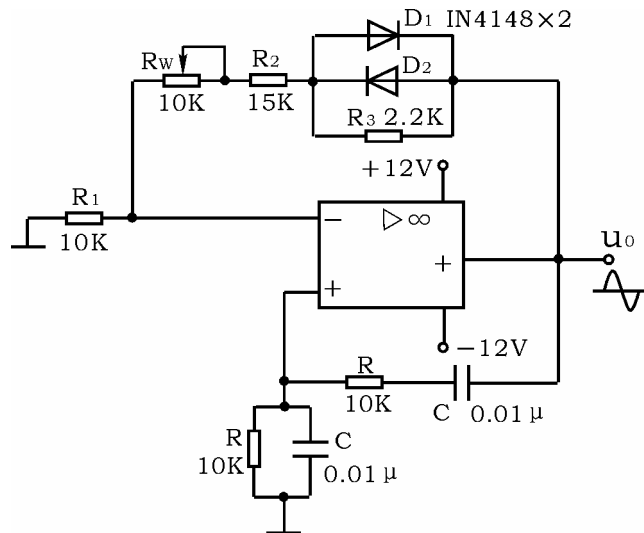 D₁ IN4148×2
R_W
R₂
D₂
10K
15K
R₃ 2.2K
+12V
R₁
10K
−
▷∞
+
+
u₀
−12V
R
10K
C
0.01μ
R
10K
C
0.01μ